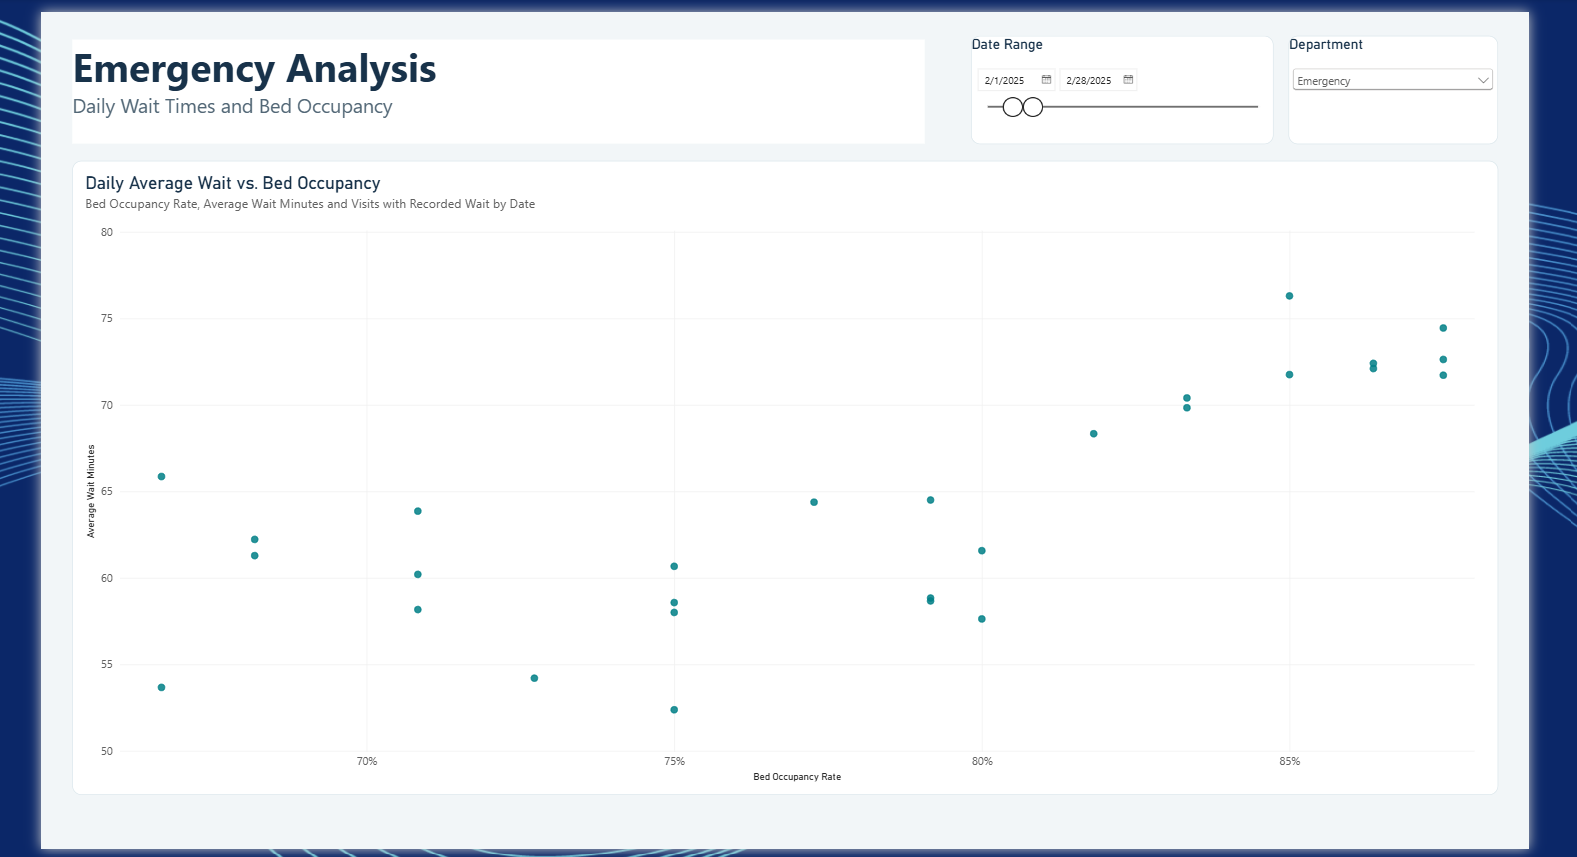 Emergency Analysis
Daily Wait Times and Bed Occupancy
Date Range
2/1/2025
2/28/2025
Department
Emergency
Daily Average Wait vs. Bed Occupancy
Bed Occupancy Rate, Average Wait Minutes and Visits with Recorded Wait by Date
80
75
70
65
60
55
50
Average Wait Minutes
70%
75%
80%
85%
Bed Occupancy Rate